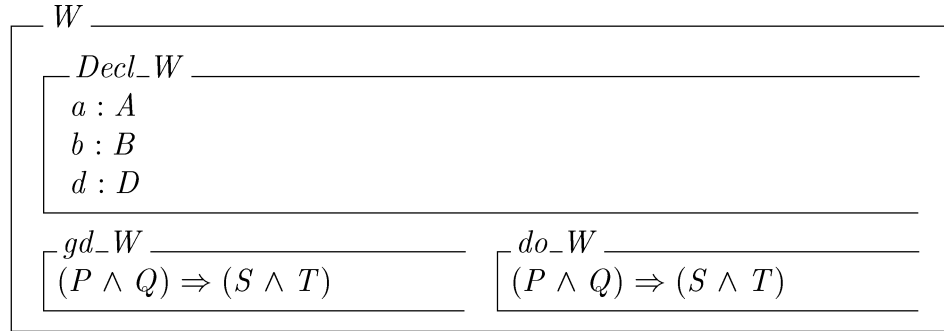 W
Decl_W
a : A
b : B
d : D
gd_W
do_W
(P ∧ Q) ⇒ (S ∧ T)
(P ∧ Q) ⇒ (S ∧ T)